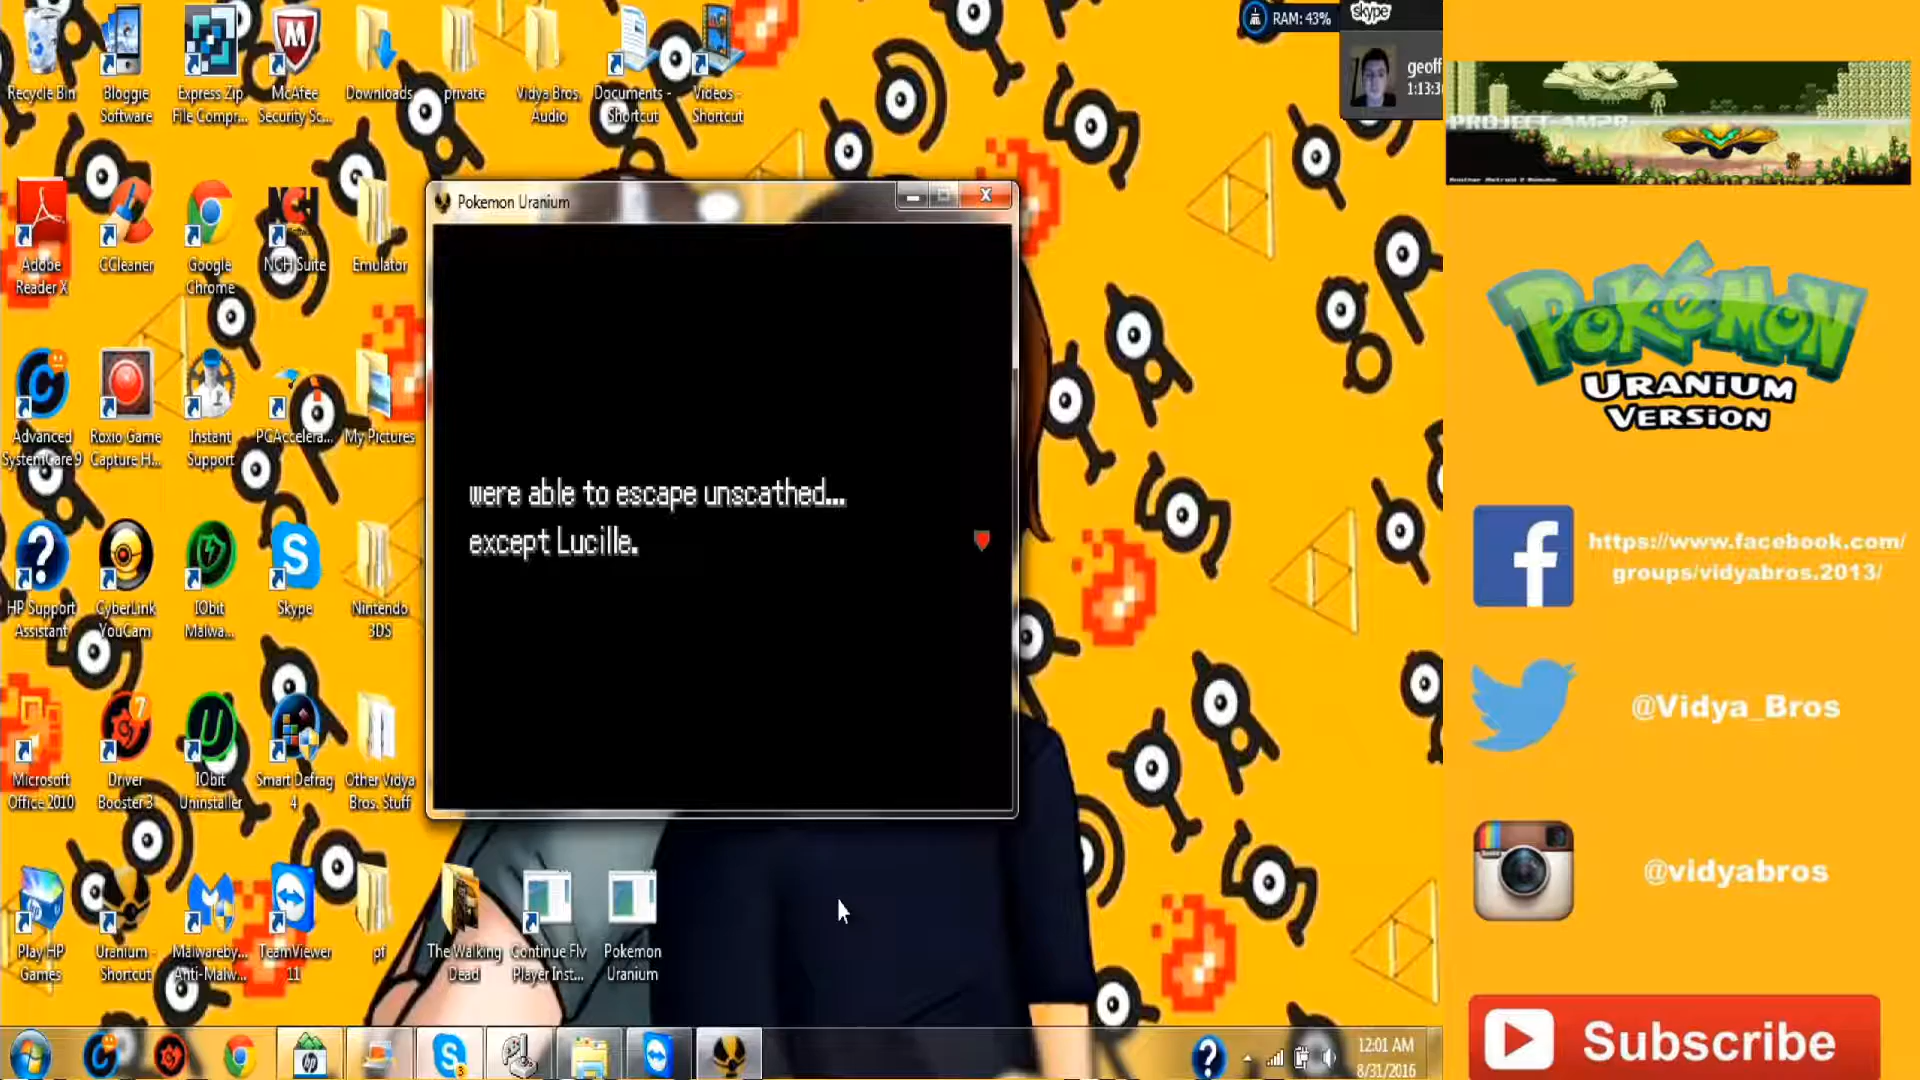 RAM: 43%
skype
geoff
Recycle Bin
Bloggie
Software
Express Zip
File Compr...
McAfee
Security Sc...
Downloads
private
Vidya Bros.
Audio
Documents -
Shortcut
Videos -
Shortcut
PROJECT-AM2R
Another Metroid 2 Remake
Adobe
Reader X
CCleaner
Google
Chrome
NCH
NCH Suite
Emulator
Pokemon Uranium
POKéMON
URANiUM
VERSiON
Advanced
SystemCare 9
Roxio Game
Capture H...
Instant
Support
PCAccelera...
My Pictures
were able to escape unscathed...
except Lucille.
https://www.facebook.com/
groups/vidyabros.2013/
HP Support
Assistant
CyberLink
YouCam
IObit
Malwa...
Skype
Nintendo
3DS
@Vidya_Bros
Microsoft
Office 2010
7
Driver
Booster 3
IObit
Uninstaller
Smart Defrag
4
Other Vidya
Bros. Stuff
@vidyabros
Play HP
Games
Uranium -
Shortcut
Malwareby...
Anti-Malw...
TeamViewer
11
pf
The Walking
Dead
Continue Flv
Player Inst...
Pokemon
Uranium
12:01 AM
8/31/2016
Subscribe